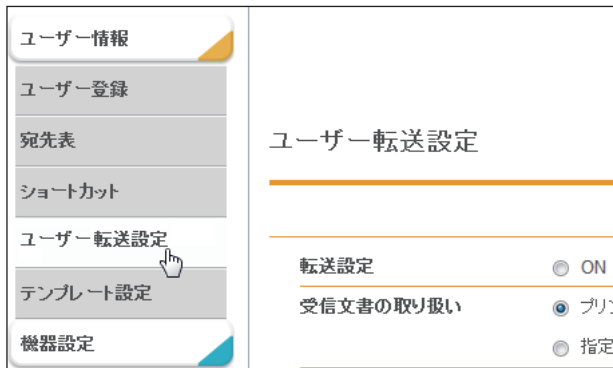 ユーザー情報
ユーザー登録
宛先表
ショートカット
ユーザー転送設定
テンプレート設定
機器設定
ユーザー転送設定
転送設定
ON
受信文書の取り扱い
プリン
指定